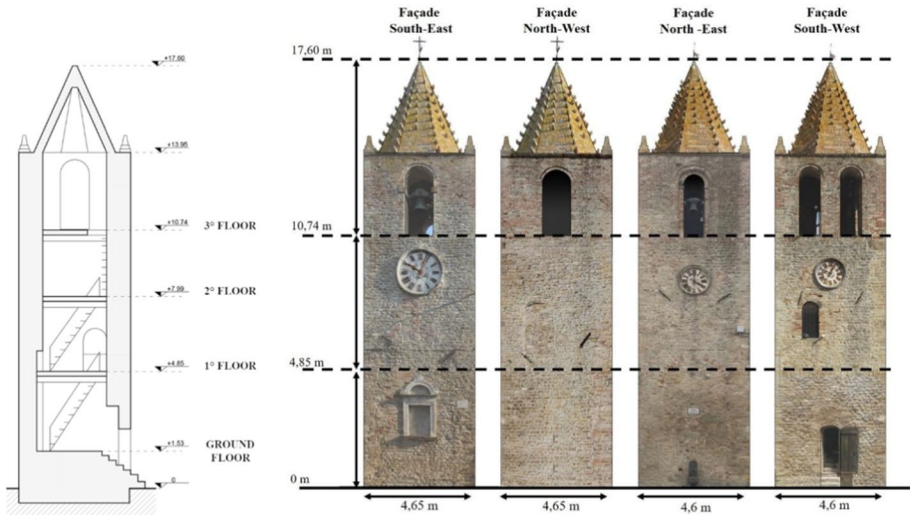 Façade
South-East
Façade
North-West
Façade
North -East
Façade
South-West
17,60 m
10,74 m
4,85 m
0 m
4,65 m
4,65 m
4,6 m
4,6 m
+17.60
+13.95
+10.74
3° FLOOR
+7.99
2° FLOOR
+4.85
1° FLOOR
+1.53
GROUND
FLOOR
0